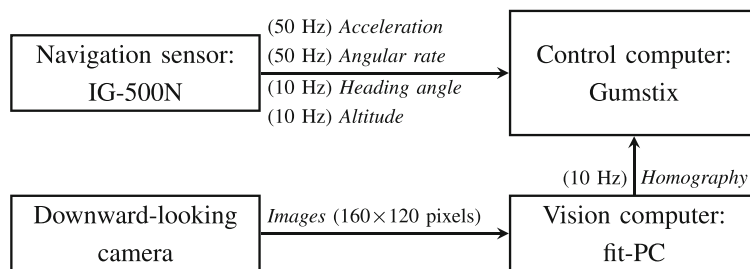 Navigation sensor:
IG-500N
(50 Hz) Acceleration
(50 Hz) Angular rate
(10 Hz) Heading angle
(10 Hz) Altitude
Control computer:
Gumstix
(10 Hz) Homography
Downward-looking
camera
Images (160×120 pixels)
Vision computer:
fit-PC